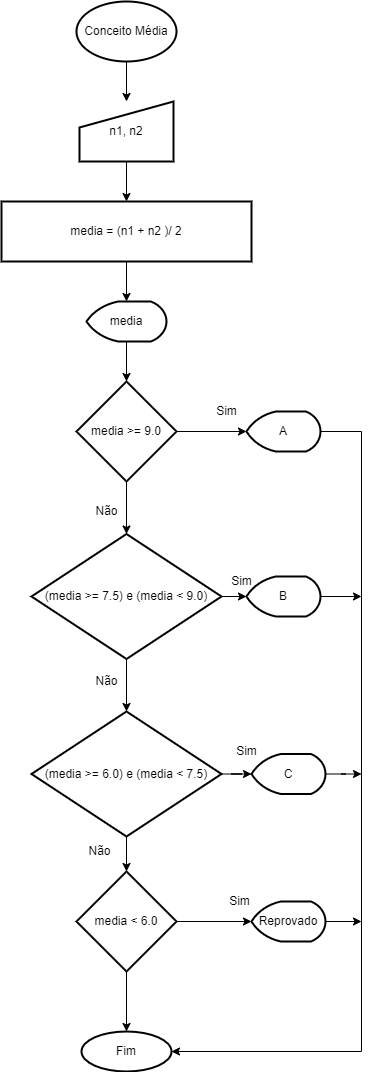 Conceito Média
n1, n2
media = (n1 + n2 )/ 2
media
media >= 9.0
Sim
A
Não
(media >= 7.5) e (media < 9.0)
Sim
B
Não
(media >= 6.0) e (media < 7.5)
Sim
C
Não
media < 6.0
Sim
Reprovado
Fim